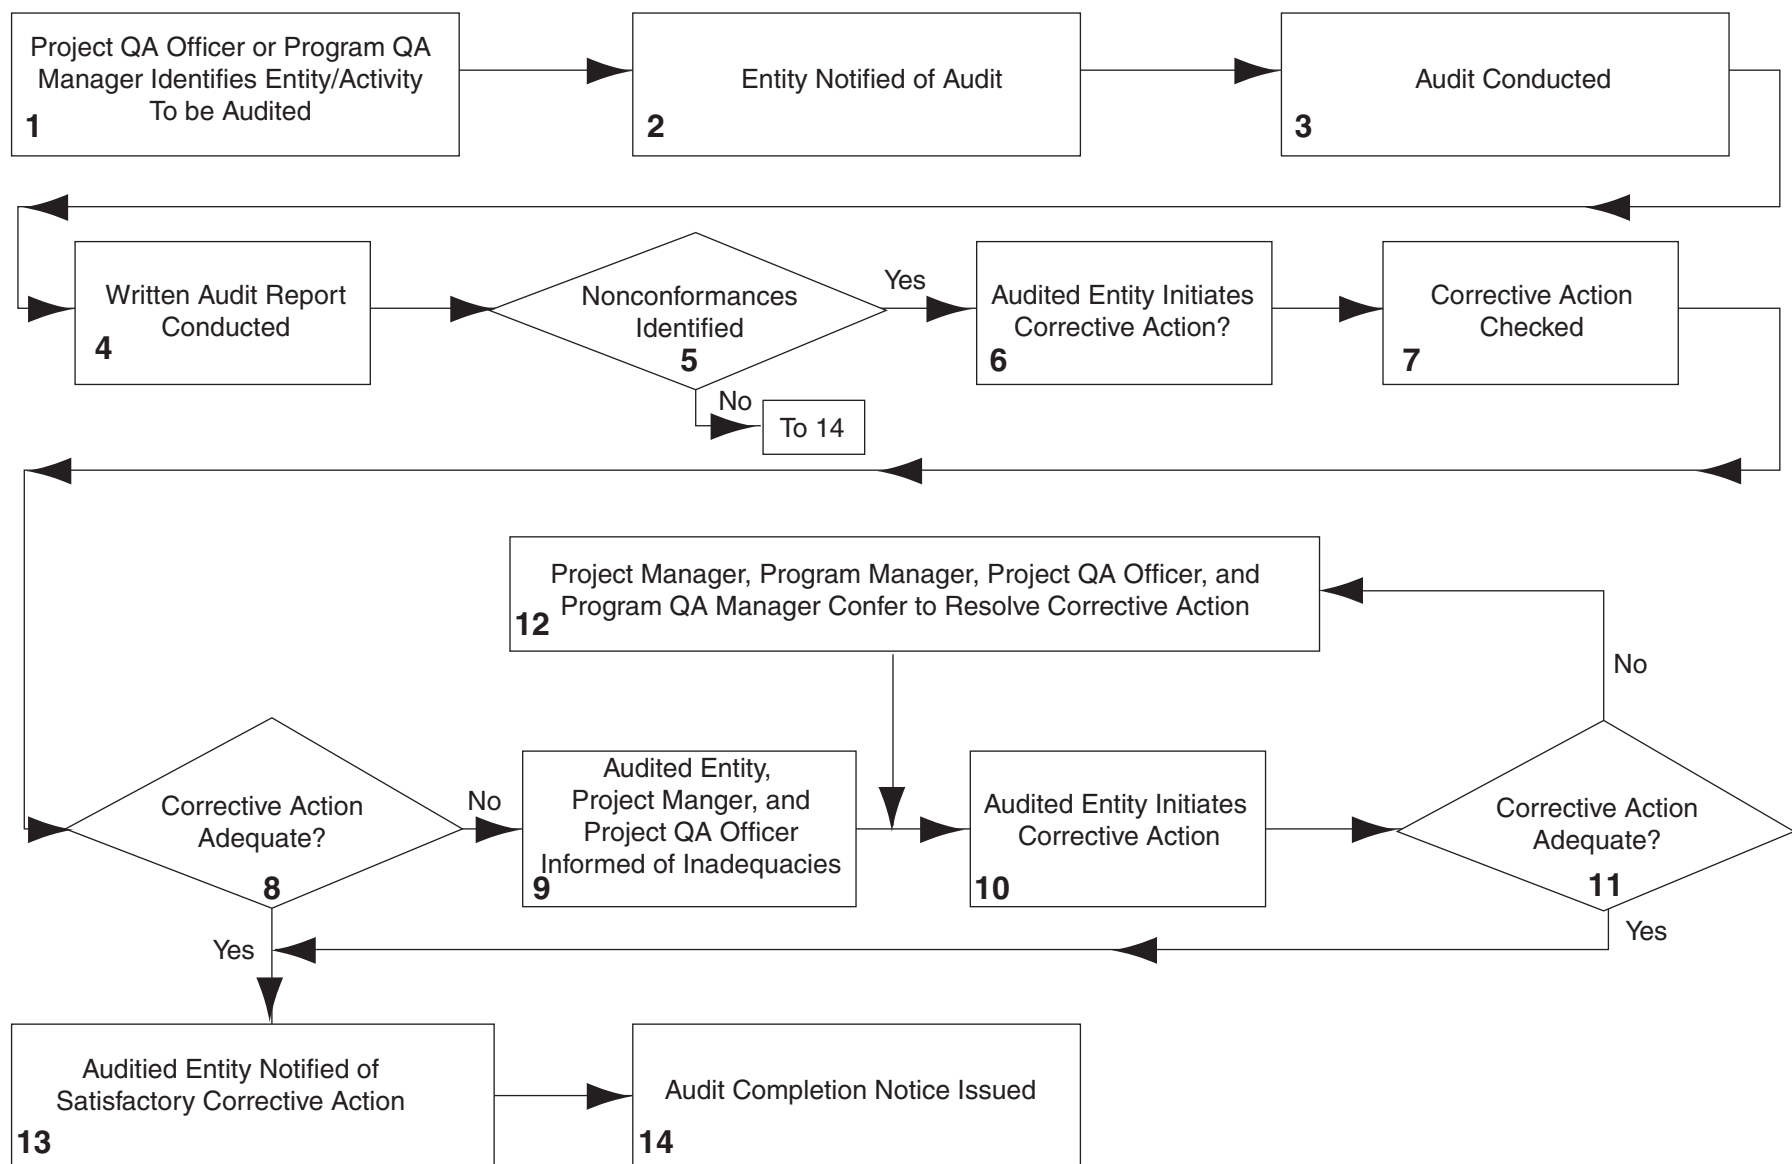 Project QA Officer or Program QA
Manager Identifies Entity/Activity
To be Audited
1
Entity Notified of Audit
2
Audit Conducted
3
Written Audit Report
Conducted
4
Nonconformances
Identified
5
Yes
No
To 14
Audited Entity Initiates
Corrective Action?
6
Corrective Action
Checked
7
Project Manager, Program Manager, Project QA Officer, and
Program QA Manager Confer to Resolve Corrective Action
12
No
Corrective Action
Adequate?
8
No
Audited Entity,
Project Manger, and
Project QA Officer
Informed of Inadequacies
9
Audited Entity Initiates
Corrective Action
10
Corrective Action
Adequate?
11
Yes
Yes
Auditied Entity Notified of
Satisfactory Corrective Action
13
Audit Completion Notice Issued
14